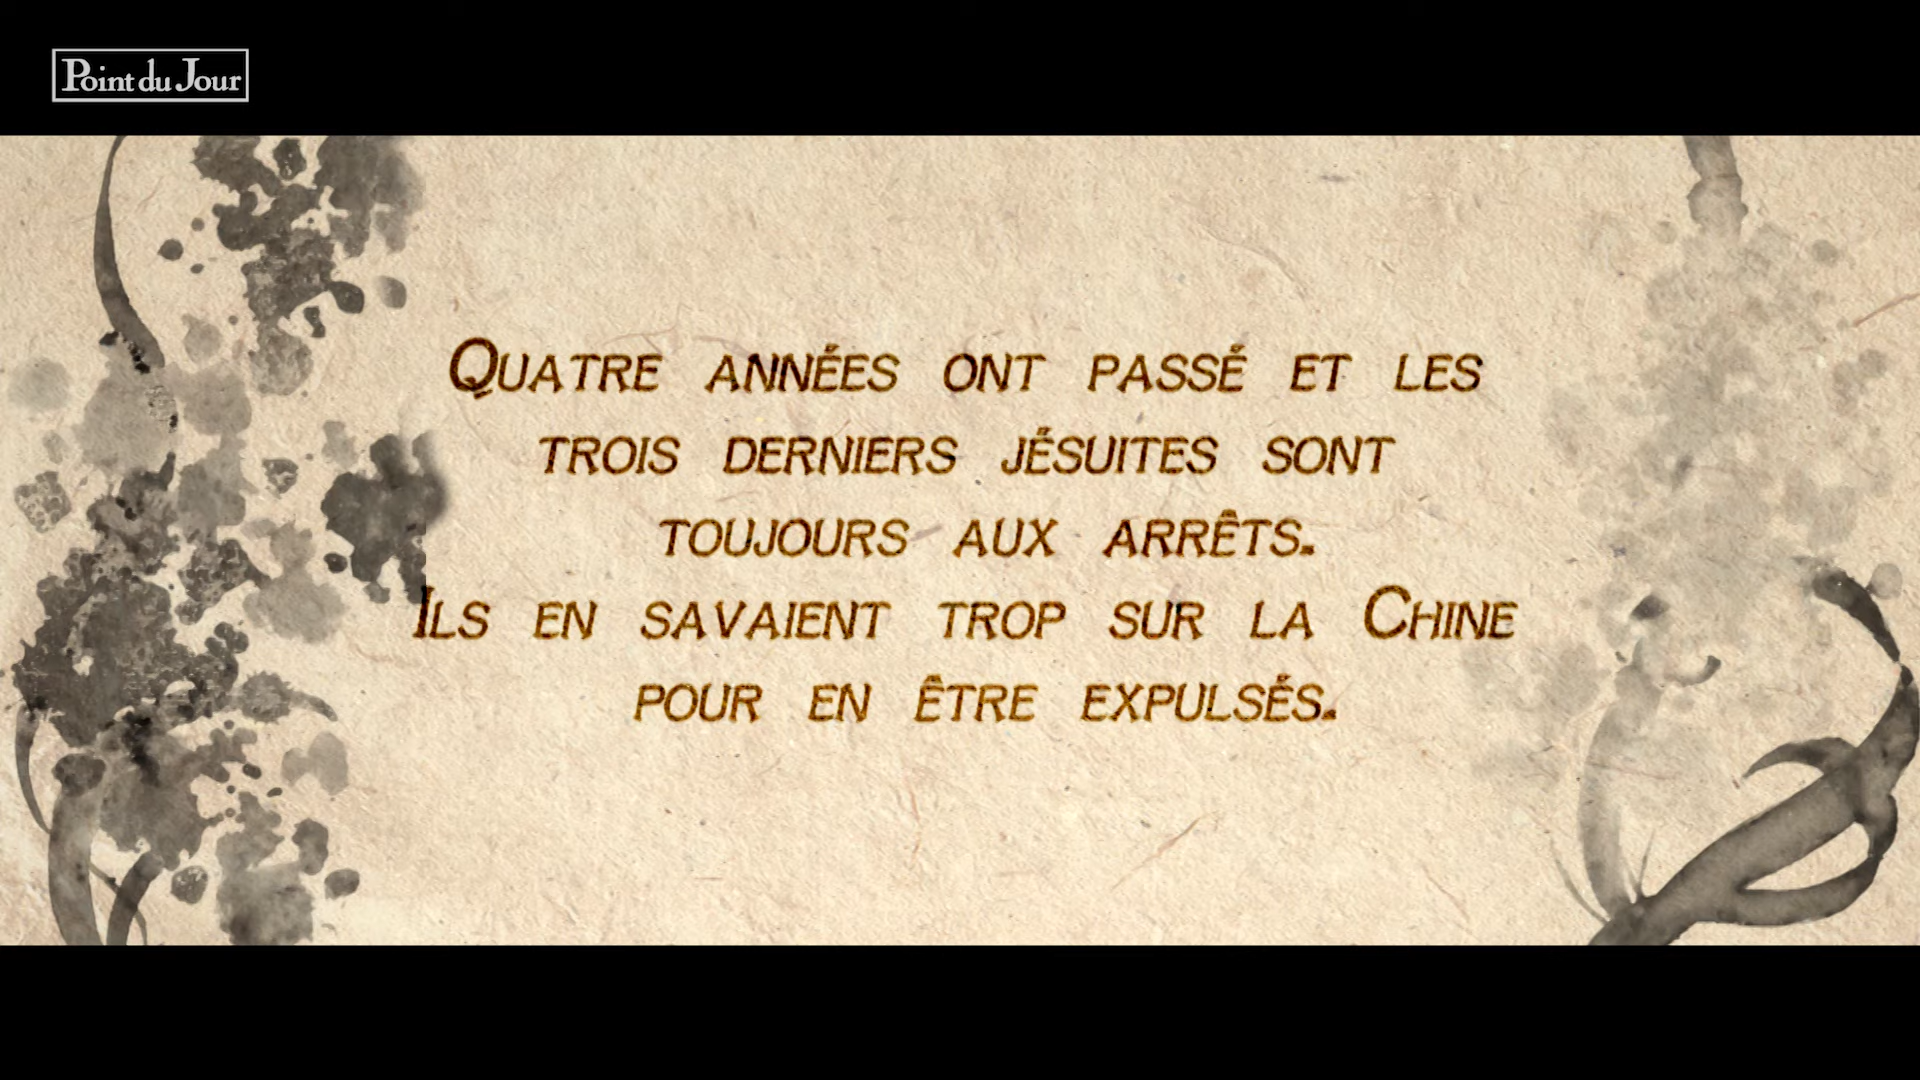 Point du Jour
Quatre années ont passé et les
trois derniers jésuites sont
toujours aux arrêts.
Ils en savaient trop sur la Chine
pour en être expulsés.